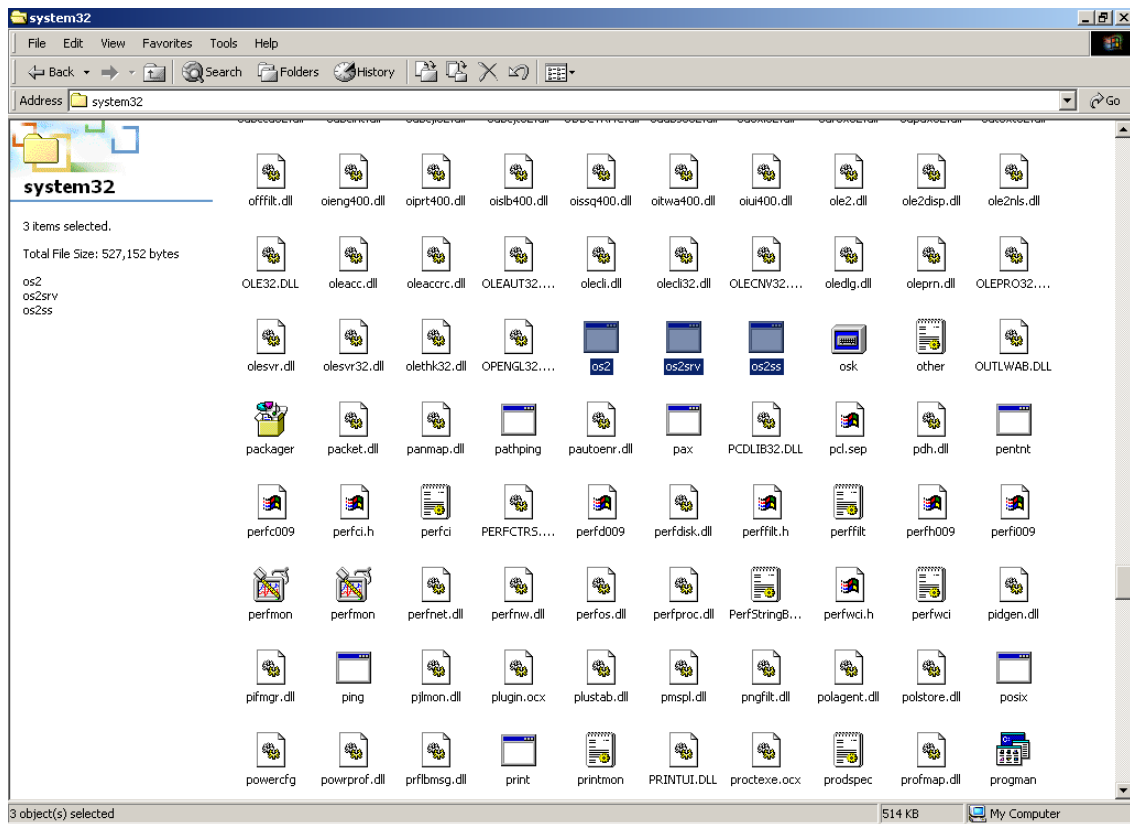 system32
File Edit View Favorites Tools Help
Back Search Folders History
Address system32 Go
system32
3 items selected.
Total File Size: 527,152 bytes
os2
os2srv
os2ss
offfilt.dll oieng400.dll oiprt400.dll oislb400.dll oissq400.dll oitwa400.dll oiui400.dll ole2.dll ole2disp.dll ole2nls.dll
OLE32.DLL oleacc.dll oleaccrc.dll OLEAUT32.... olecli.dll olecli32.dll OLECNV32.... oledlg.dll oleprn.dll OLEPRO32....
olesvr.dll olesvr32.dll olethk32.dll OPENGL32.... os2 os2srv os2ss osk other OUTLWAB.DLL
packager packet.dll panmap.dll pathping pautoenr.dll pax PCDLIB32.DLL pcl.sep pdh.dll pentnt
perfc009 perfci.h perfci PERFCTRS.... perfd009 perfdisk.dll perffilt.h perffilt perfh009 perfi009
perfmon perfmon perfnet.dll perfnw.dll perfos.dll perfproc.dll PerfStringB... perfwci.h perfwci pidgen.dll
pifmgr.dll ping pjlmon.dll plugin.ocx plustab.dll pmspl.dll pngfilt.dll polagent.dll polstore.dll posix
powercfg powrprof.dll prflbmsg.dll print printmon PRINTUI.DLL proctexe.ocx prodspec profmap.dll progman
3 object(s) selected 514 KB My Computer